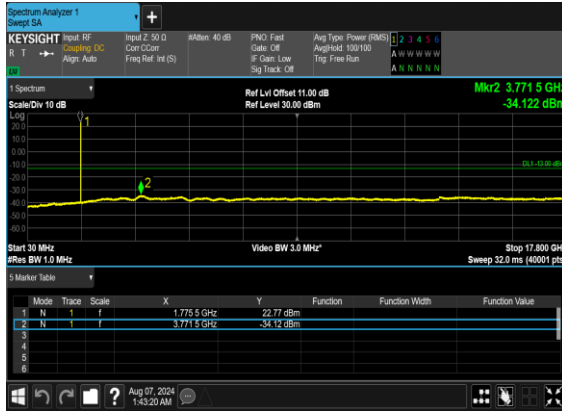 Spectrum Analyzer 1
Swept SA
KEYSIGHT
R T
Input: RF
Coupling: DC
Align: Auto
Input Z: 50 Ω
Corr CCorr
Freq Ref: Int (S)
#Atten: 40 dB
PNO: Fast
Gate: Off
IF Gain: Low
Sig Track: Off
Avg Type: Power (RMS)
Avg|Hold: 100/100
Trig: Free Run
1 2 3 4 5 6
A W W W W W
A N N N N N
1 Spectrum
Scale/Div 10 dB
Log
Ref Lvl Offset 11.00 dB
Ref Level 30.00 dBm
Mkr2 3.771 5 GHz
-34.122 dBm
20.0
10.0
0.00
-10.0
-20.0
-30.0
-40.0
-50.0
-60.0
1
2
DL1 -13.00 dBm
Start 30 MHz
#Res BW 1.0 MHz
Video BW 3.0 MHz*
Stop 17.800 GHz
Sweep 32.0 ms (40001 pts)
5 Marker Table
Mode Trace Scale X Y Function Function Width Function Value
1 N 1 f 1.775 5 GHz 22.77 dBm
2 N 1 f 3.771 5 GHz -34.12 dBm
3
4
5
6
?
Aug 07, 2024
1:43:20 AM